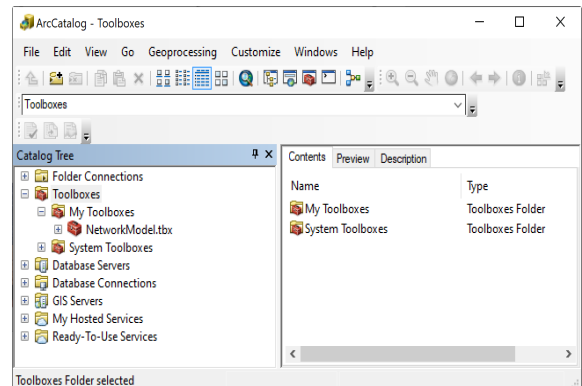 ArcCatalog - Toolboxes
File Edit View Go Geoprocessing Customize Windows Help
Toolboxes
Catalog Tree
Folder Connections
Toolboxes
My Toolboxes
NetworkModel.tbx
System Toolboxes
Database Servers
Database Connections
GIS Servers
My Hosted Services
Ready-To-Use Services
Contents Preview Description
Name Type
My Toolboxes Toolboxes Folder
System Toolboxes Toolboxes Folder
Toolboxes Folder selected